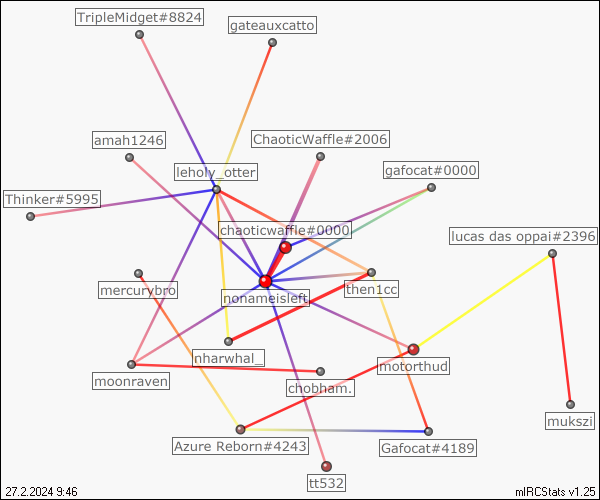 TripleMidget#8824
gateauxcatto
amah1246
ChaoticWaffle#2006
leholy_otter
gafocat#0000
Thinker#5995
chaoticwaffle#0000
lucas das oppai#2396
mercurybro
nonameisleft
then1cc
nharwhal_
motorthud
moonraven
chobham.
mukszi
Azure Reborn#4243
Gafocat#4189
tt532
27.2.2024 9:46
mIRCStats v1.25